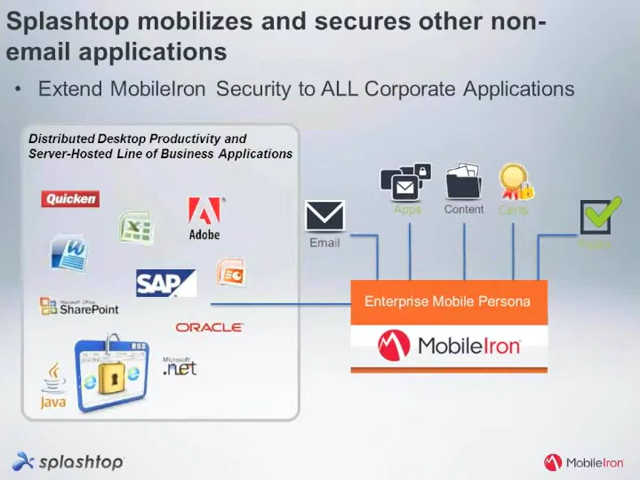 Splashtop mobilizes and secures other non-
email applications
• Extend MobileIron Security to ALL Corporate Applications
Distributed Desktop Productivity and
Server-Hosted Line of Business Applications
Quicken
Adobe
SAP
Microsoft Office
SharePoint
ORACLE
Java
Microsoft
.net
Email
Apps
Content
Certs
Enterprise Mobile Persona
MobileIron
splashtop
MobileIron